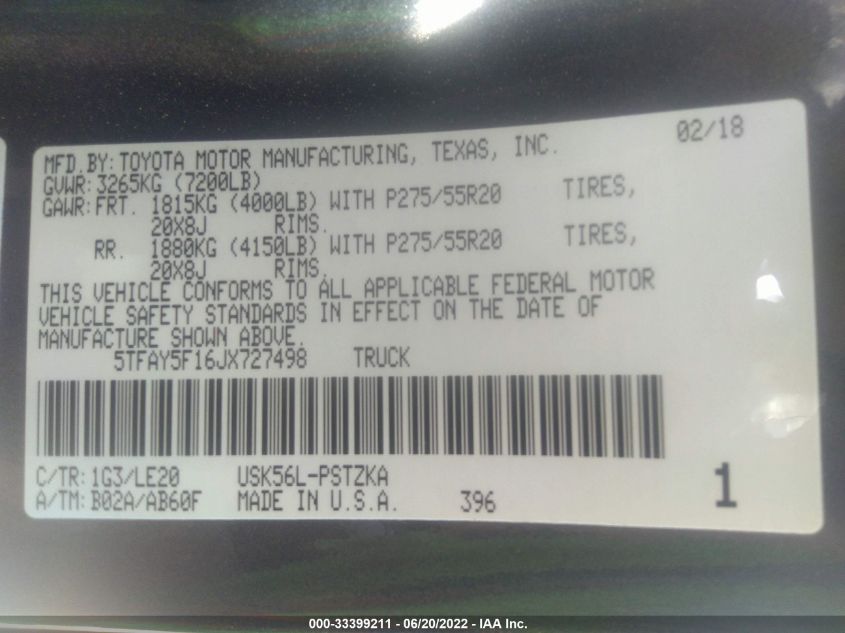 MFD.BY:TOYOTA MOTOR MANUFACTURING, TEXAS, INC. 02/18
GVWR:3265KG (7200LB)
GAWR:FRT. 1815KG (4000LB) WITH P275/55R20 TIRES,
20X8J RIMS.
RR. 1880KG (4150LB) WITH P275/55R20 TIRES,
20X8J RIMS.
THIS VEHICLE CONFORMS TO ALL APPLICABLE FEDERAL MOTOR
VEHICLE SAFETY STANDARDS IN EFFECT ON THE DATE OF
MANUFACTURE SHOWN ABOVE.
5TFAY5F16JX727498 TRUCK
C/TR:1G3/LE20 USK56L-PSTZKA
A/TM:B02A/AB60F MADE IN U.S.A. 396 1
000-33399211 - 06/20/2022 - IAA Inc.